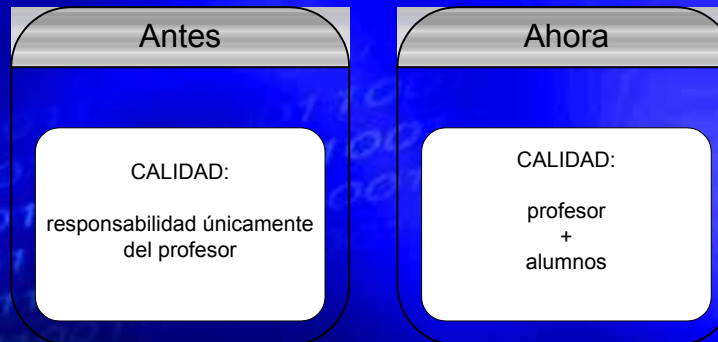 Antes
CALIDAD:
responsabilidad únicamente
del profesor
Ahora
CALIDAD:
profesor
+
alumnos